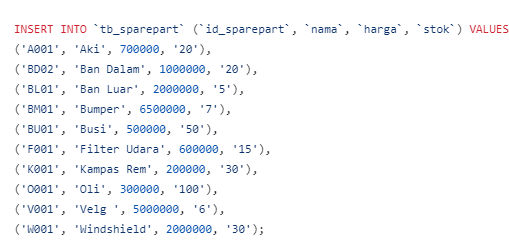 INSERT INTO `tb_sparepart` (`id_sparepart`, `nama`, `harga`, `stok`) VALUES
('A001', 'Aki', 700000, '20'),
('BD02', 'Ban Dalam', 1000000, '20'),
('BL01', 'Ban Luar', 2000000, '5'),
('BM01', 'Bumper', 6500000, '7'),
('BU01', 'Busi', 500000, '50'),
('F001', 'Filter Udara', 600000, '15'),
('K001', 'Kampas Rem', 200000, '30'),
('O001', 'Oli', 300000, '100'),
('V001', 'Velg ', 5000000, '6'),
('W001', 'Windshield', 2000000, '30');